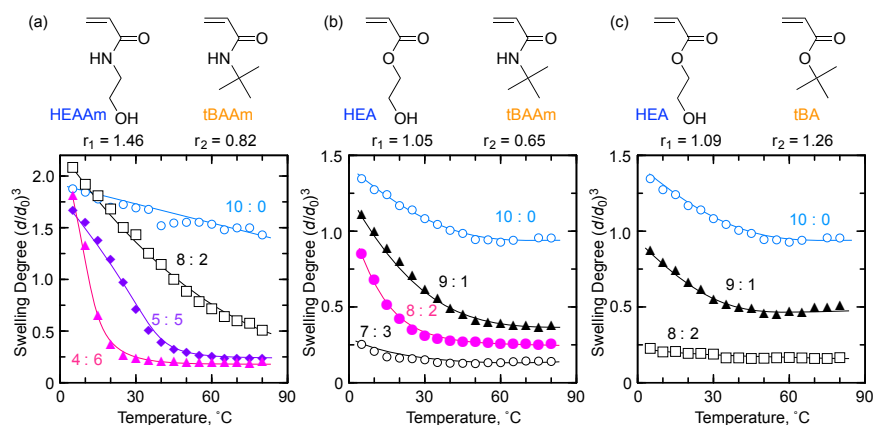 (a)
O
HN
OH
HEAAm
O
HN
tBAAm
r1 = 1.46
r2 = 0.82
Swelling Degree (d/d0)3
2.0
1.5
1.0
0.5
0
10 : 0
8 : 2
5 : 5
4 : 6
0
30
60
90
Temperature, ˚C
(b)
O
O
OH
HEA
O
HN
tBAAm
r1 = 1.05
r2 = 0.65
Swelling Degree (d/d0)3
1.5
1.0
0.5
0
10 : 0
9 : 1
8 : 2
7 : 3
0
30
60
90
Temperature, ˚C
(c)
O
O
OH
HEA
O
O
tBA
r1 = 1.09
r2 = 1.26
Swelling Degree (d/d0)3
1.5
1.0
0.5
0
10 : 0
9 : 1
8 : 2
0
30
60
90
Temperature, ˚C